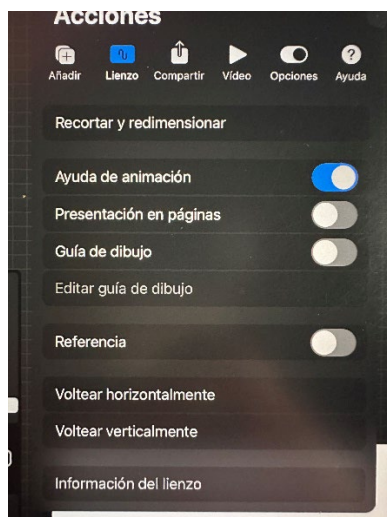 Acciones
Añadir Lienzo Compartir Vídeo Opciones Ayuda
Recortar y redimensionar
Ayuda de animación
Presentación en páginas
Guía de dibujo
Editar guía de dibujo
Referencia
Voltear horizontalmente
Voltear verticalmente
Información del lienzo